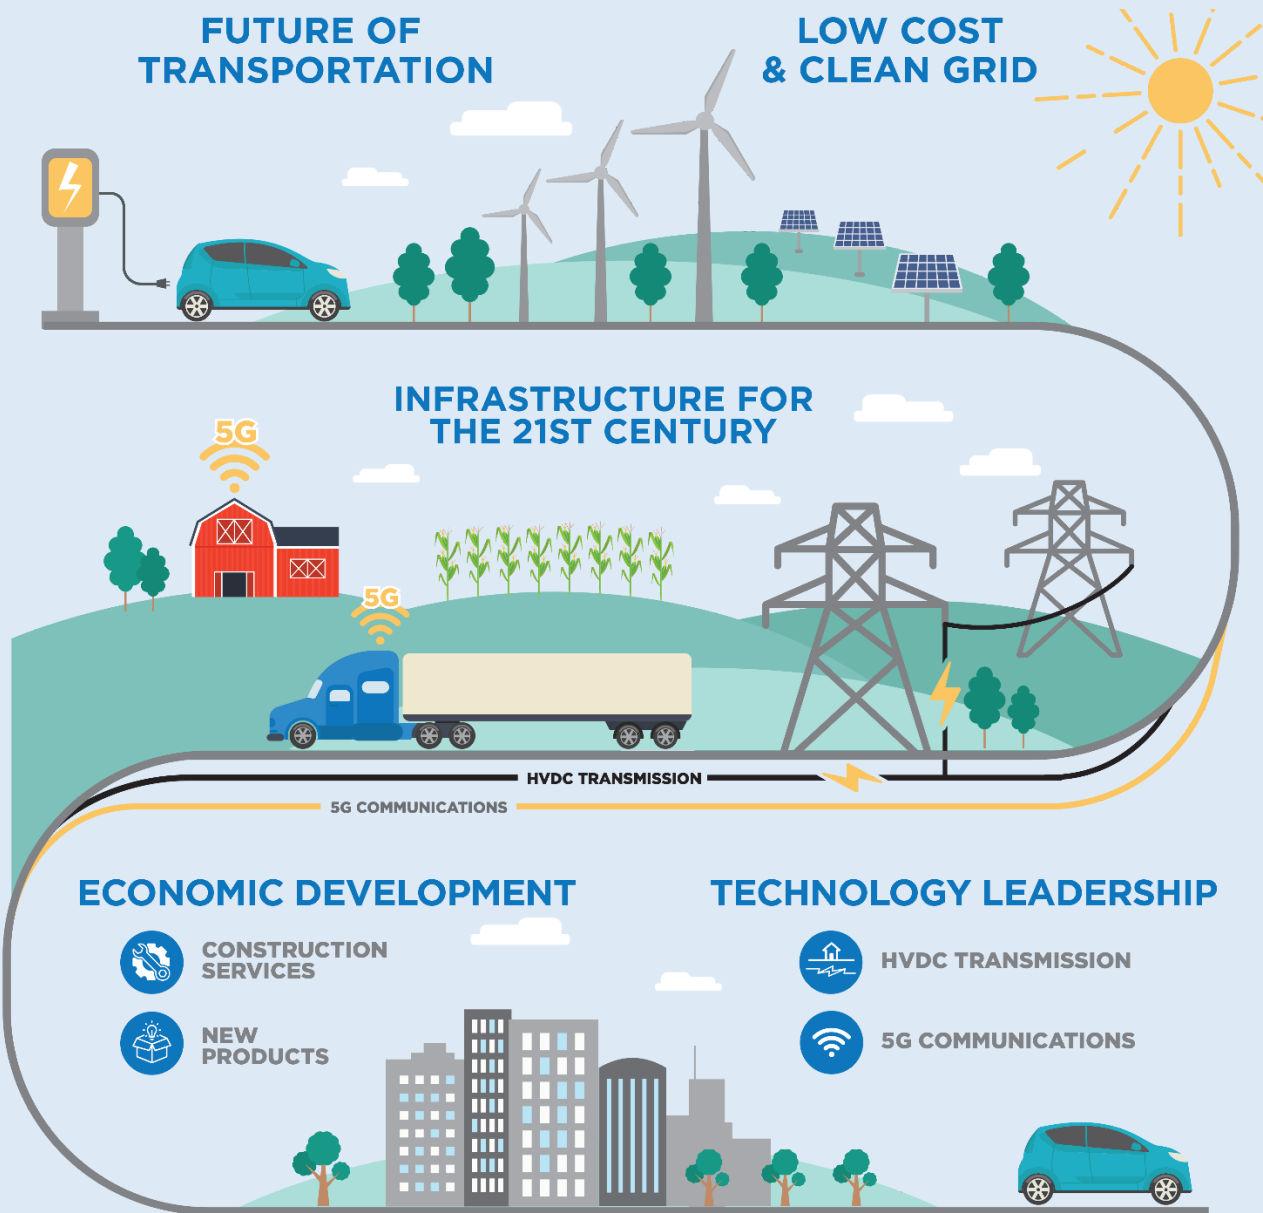 FUTURE OF
TRANSPORTATION
LOW COST
& CLEAN GRID
INFRASTRUCTURE FOR
THE 21ST CENTURY
5G
5G
HVDC TRANSMISSION
5G COMMUNICATIONS
ECONOMIC DEVELOPMENT
CONSTRUCTION
SERVICES
NEW
PRODUCTS
TECHNOLOGY LEADERSHIP
HVDC TRANSMISSION
5G COMMUNICATIONS